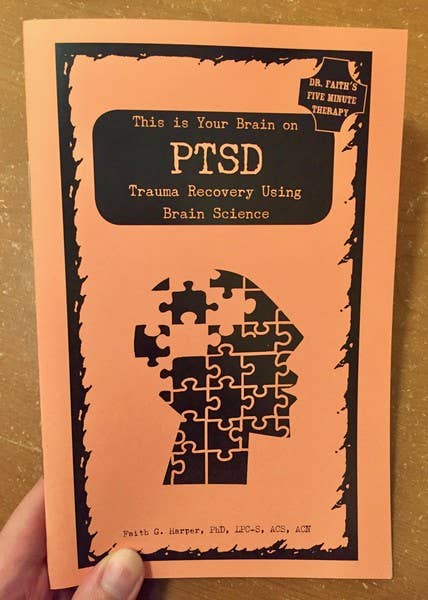 DR. FAITH'S
FIVE MINUTE
THERAPY
This is Your Brain on
PTSD
Trauma Recovery Using
Brain Science
Faith G. Harper, PhD, LPC-S, ACS, ACN